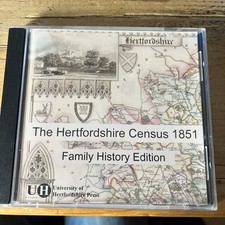 Hertfordshire
The Hertfordshire Census 1851
Family History Edition
UH University of
Hertfordshire Press